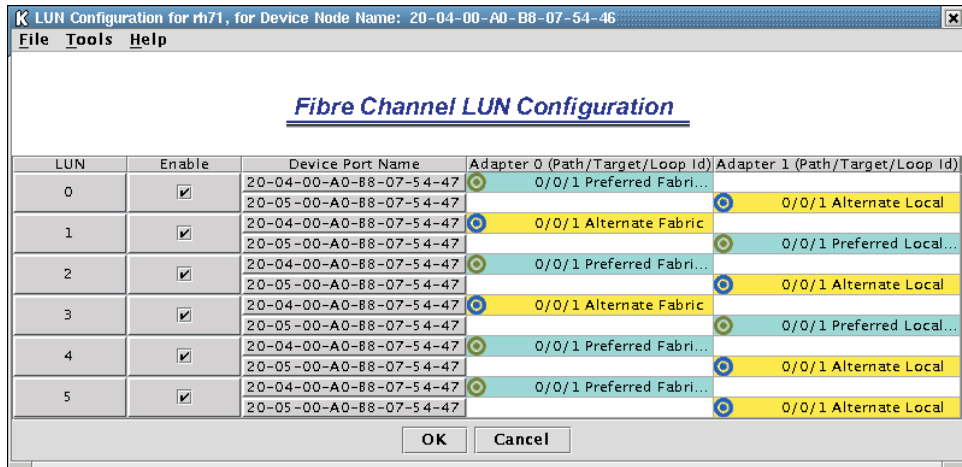 LUN Configuration for rh71, for Device Node Name: 20-04-00-A0-B8-07-54-46
File Tools Help
Fibre Channel LUN Configuration
LUN Enable Device Port Name Adapter 0 (Path/Target/Loop Id) Adapter 1 (Path/Target/Loop Id)
0 20-04-00-A0-B8-07-54-47 0/0/1 Preferred Fabri...
20-05-00-A0-B8-07-54-47 0/0/1 Alternate Local
1 20-04-00-A0-B8-07-54-47 0/0/1 Alternate Fabric
20-05-00-A0-B8-07-54-47 0/0/1 Preferred Local...
2 20-04-00-A0-B8-07-54-47 0/0/1 Preferred Fabri...
20-05-00-A0-B8-07-54-47 0/0/1 Alternate Local
3 20-04-00-A0-B8-07-54-47 0/0/1 Alternate Fabric
20-05-00-A0-B8-07-54-47 0/0/1 Preferred Local...
4 20-04-00-A0-B8-07-54-47 0/0/1 Preferred Fabri...
20-05-00-A0-B8-07-54-47 0/0/1 Alternate Local
5 20-04-00-A0-B8-07-54-47 0/0/1 Preferred Fabri...
20-05-00-A0-B8-07-54-47 0/0/1 Alternate Local
OK Cancel